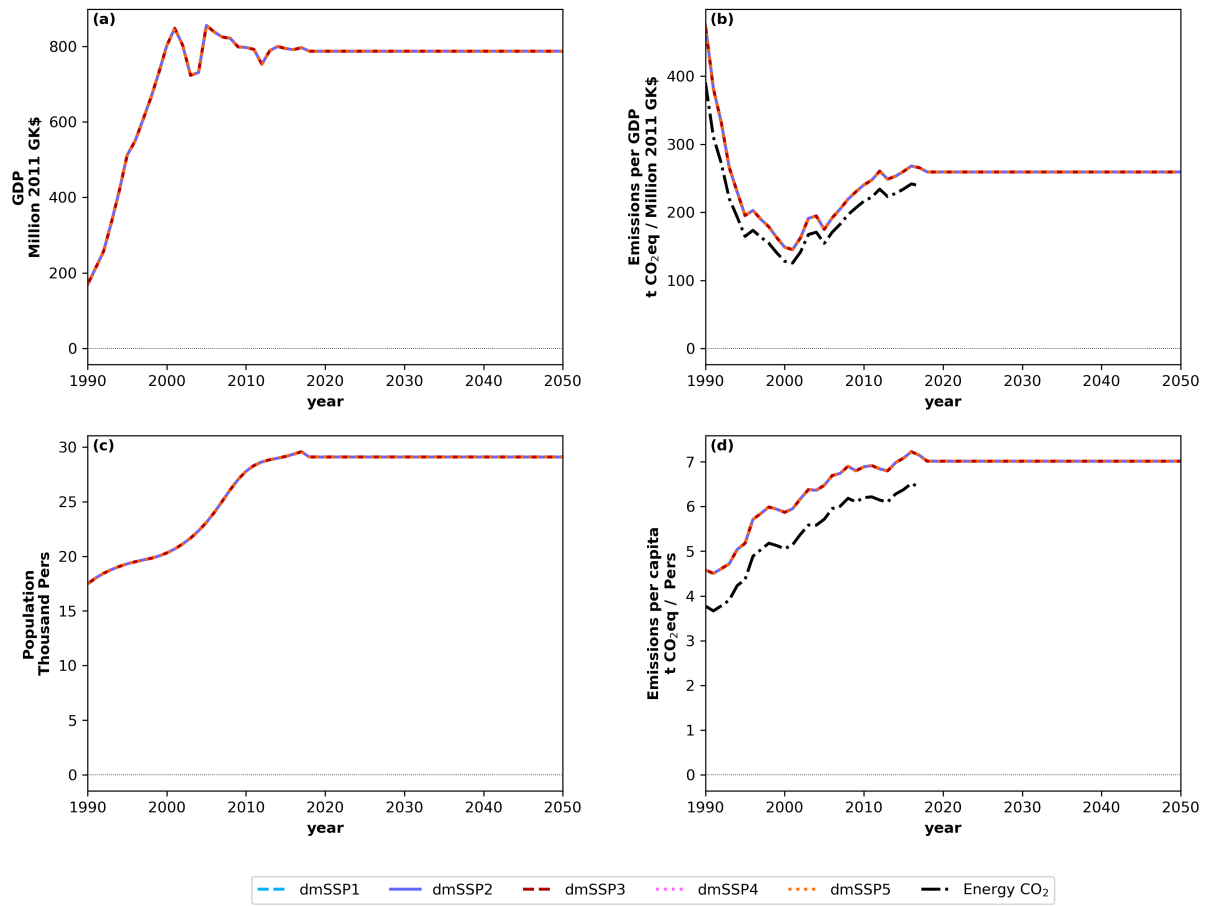 (a)
GDP
Million 2011 GK$
800
600
400
200
0
1990 2000 2010 2020 2030 2040 2050
year
(b)
Emissions per GDP
t CO₂eq / Million 2011 GK$
400
300
200
100
0
1990 2000 2010 2020 2030 2040 2050
year
(c)
Population
Thousand Pers
30
25
20
15
10
5
0
1990 2000 2010 2020 2030 2040 2050
year
(d)
Emissions per capita
t CO₂eq / Pers
7
6
5
4
3
2
1
0
1990 2000 2010 2020 2030 2040 2050
year
dmSSP1 dmSSP2 dmSSP3 dmSSP4 dmSSP5 Energy CO₂